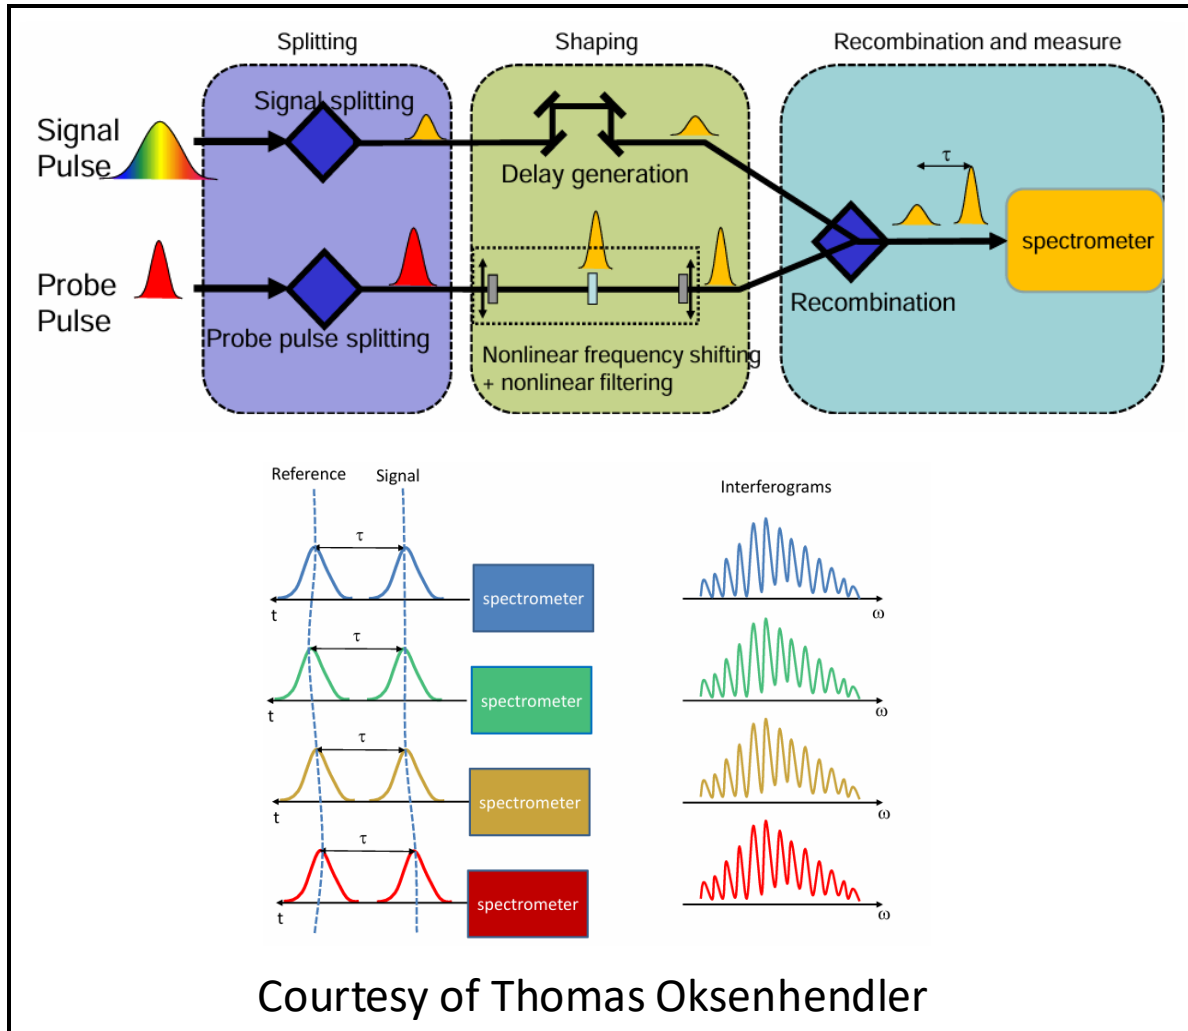 Splitting
Shaping
Recombination and measure
Signal splitting
Signal
Pulse
Delay generation
τ
spectrometer
Probe
Pulse
Recombination
Probe pulse splitting
Nonlinear frequency shifting
+ nonlinear filtering
Reference
Signal
Interferograms
τ
spectrometer
t
ω
τ
spectrometer
t
ω
τ
spectrometer
t
ω
τ
spectrometer
t
ω
Courtesy of Thomas Oksenhendler